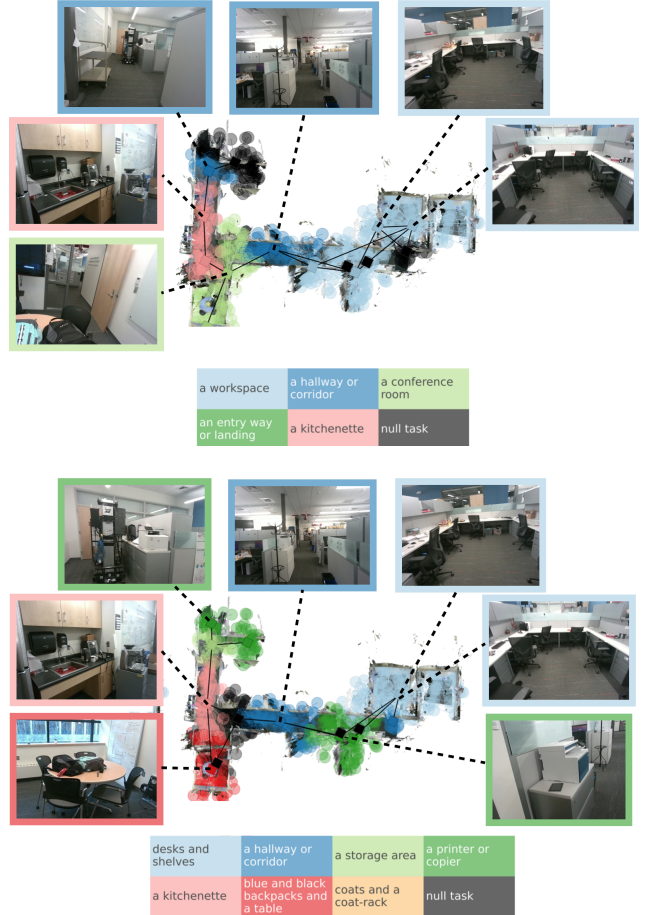 a workspace
a hallway or
corridor
a conference
room
an entry way
or landing
a kitchenette
null task
desks and
shelves
a hallway or
corridor
a storage area
a printer or
copier
a kitchenette
blue and black
backpacks and
a table
coats and a
coat-rack
null task